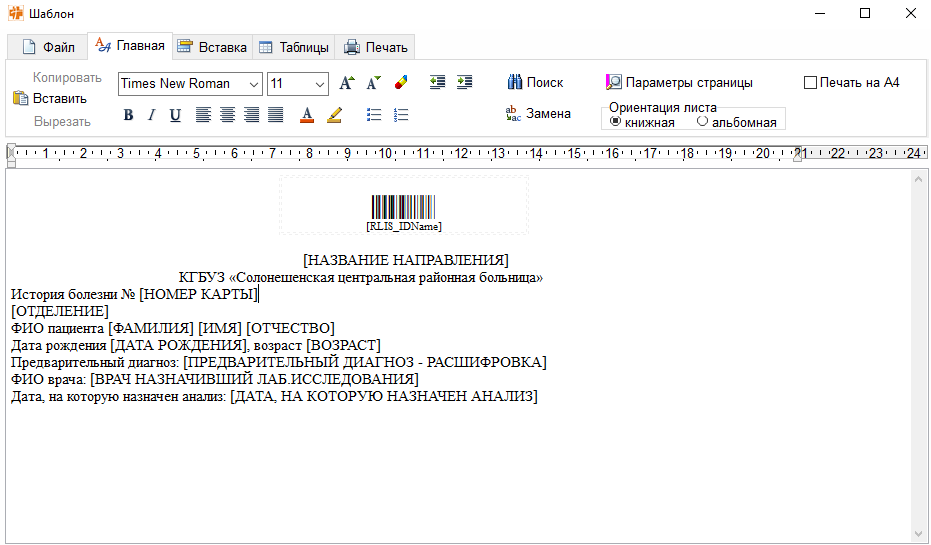 Шаблон
Файл Главная Вставка Таблицы Печать
Копировать
Вставить
Вырезать
Times New Roman 11
B I U
Поиск
Замена
Параметры страницы
Ориентация листа
книжная альбомная
Печать на A4
1 2 3 4 5 6 7 8 9 10 11 12 13 14 15 16 17 18 19 20 21 22 23 24
[RLIS_IDName]
[НАЗВАНИЕ НАПРАВЛЕНИЯ]
КГБУЗ «Солонешенская центральная районная больница»
История болезни № [НОМЕР КАРТЫ]
[ОТДЕЛЕНИЕ]
ФИО пациента [ФАМИЛИЯ] [ИМЯ] [ОТЧЕСТВО]
Дата рождения [ДАТА РОЖДЕНИЯ], возраст [ВОЗРАСТ]
Предварительный диагноз: [ПРЕДВАРИТЕЛЬНЫЙ ДИАГНОЗ - РАСШИФРОВКА]
ФИО врача: [ВРАЧ НАЗНАЧИВШИЙ ЛАБ.ИССЛЕДОВАНИЯ]
Дата, на которую назначен анализ: [ДАТА, НА КОТОРУЮ НАЗНАЧЕН АНАЛИЗ]